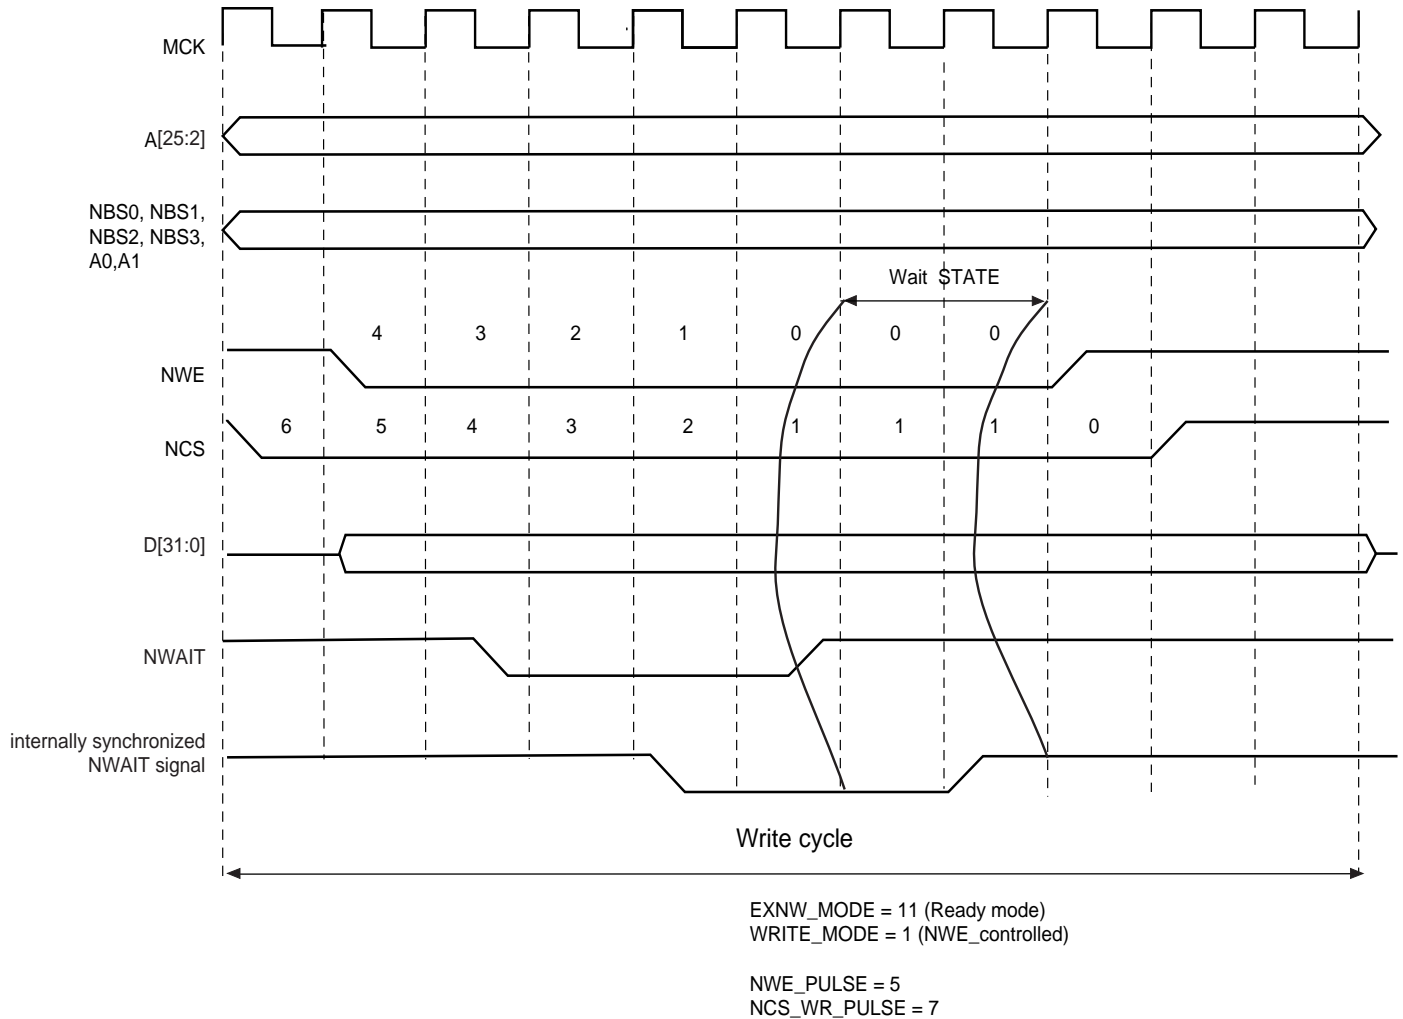 MCK
A[25:2]
NBS0, NBS1,
NBS2, NBS3,
A0,A1
Wait STATE
4 3 2 1 0 0 0
NWE
6 5 4 3 2 1 1 1 0
NCS
D[31:0]
NWAIT
internally synchronized
NWAIT signal
Write cycle
EXNW_MODE = 11 (Ready mode)
WRITE_MODE = 1 (NWE_controlled)
NWE_PULSE = 5
NCS_WR_PULSE = 7